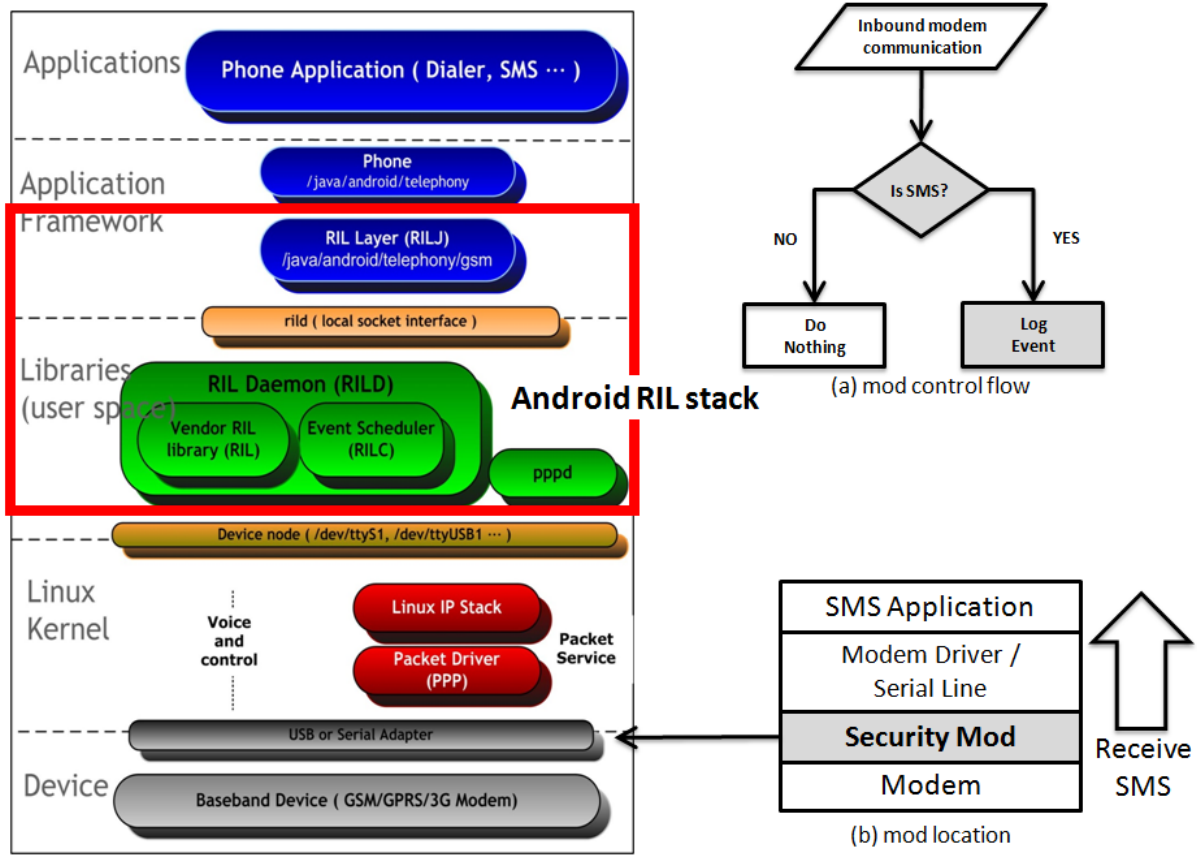 Applications
Phone Application ( Dialer, SMS ··· )
Application
Framework
Phone
/java/android/telephony
RIL Layer (RILJ)
/java/android/telephony/gsm
rild ( local socket interface )
Libraries
(user space)
RIL Daemon (RILD)
Vendor RIL
library (RIL)
Event Scheduler
(RILC)
pppd
Android RIL stack
Device node ( /dev/ttyS1, /dev/ttyUSB1 ··· )
Linux
Kernel
Voice
and
control
Linux IP Stack
Packet Driver
(PPP)
Packet
Service
USB or Serial Adapter
Device
Baseband Device ( GSM/GPRS/3G Modem)
Inbound modem
communication
Is SMS?
NO
YES
Do
Nothing
Log
Event
(a) mod control flow
SMS Application
Modem Driver /
Serial Line
Security Mod
Modem
Receive
SMS
(b) mod location